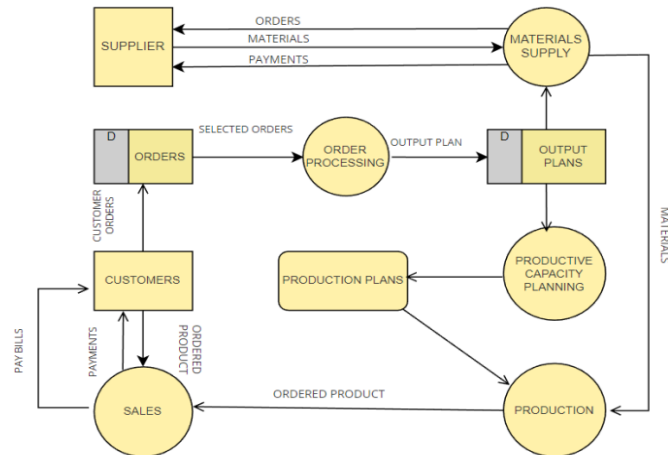 ORDERS
SUPPLIER
MATERIALS
MATERIALS
SUPPLY
PAYMENTS
D
ORDERS
SELECTED ORDERS
ORDER
PROCESSING
OUTPUT PLAN
D
OUTPUT
PLANS
CUSTOMER
ORDERS
MATERIALS
CUSTOMERS
PRODUCTION PLANS
PRODUCTIVE
CAPACITY
PLANNING
PAY BILLS
PAYMENTS
ORDERED
PRODUCT
SALES
ORDERED PRODUCT
PRODUCTION